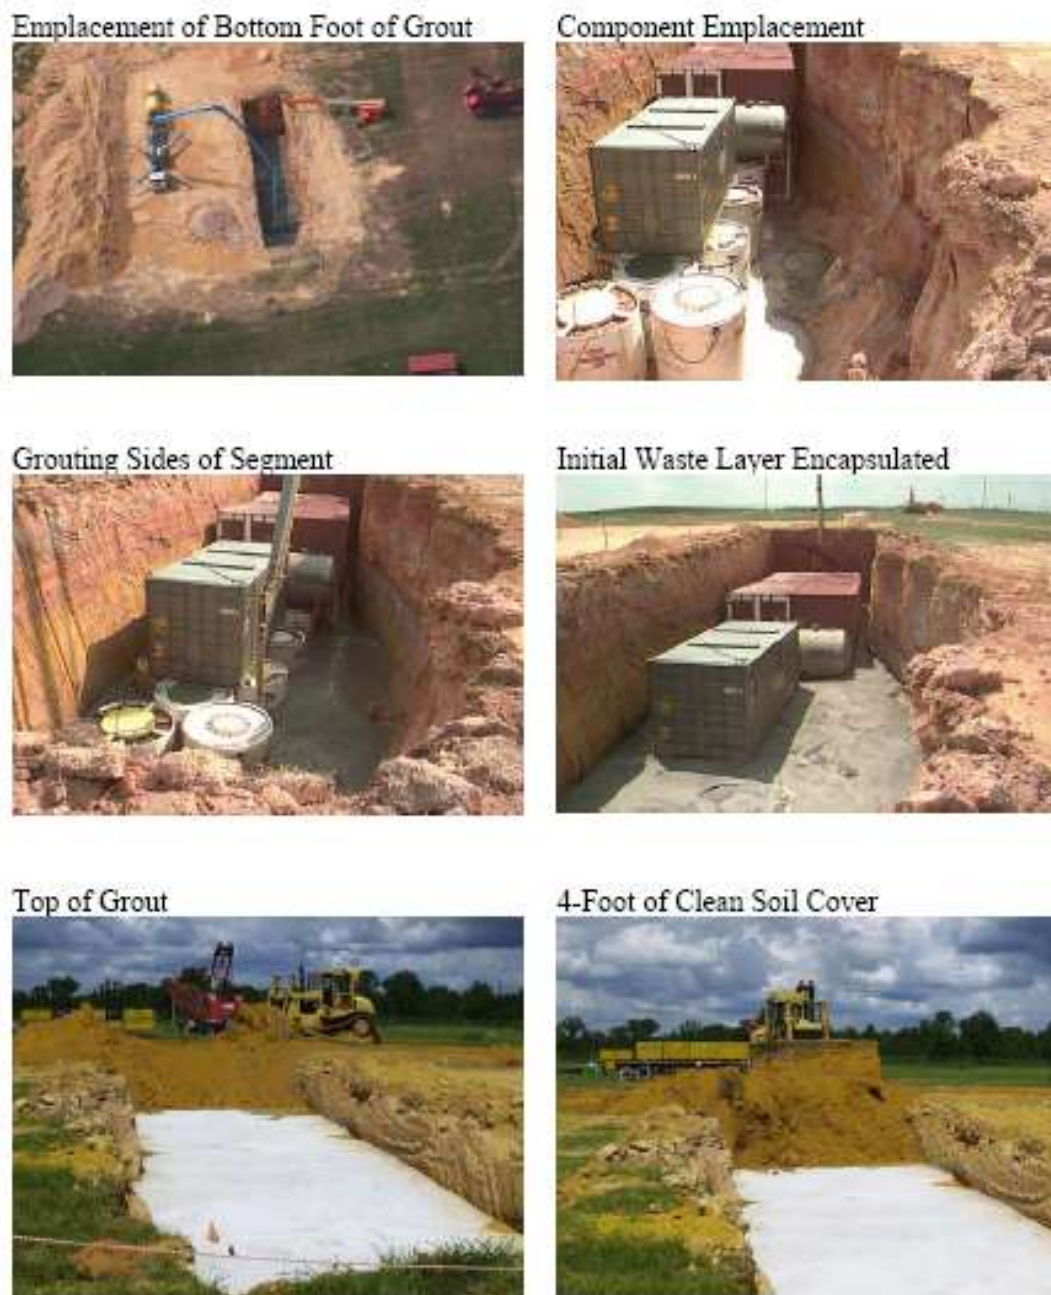 Emplacement of Bottom Foot of Grout
Component Emplacement
Grouting Sides of Segment
Initial Waste Layer Encapsulated
Top of Grout
4-Foot of Clean Soil Cover